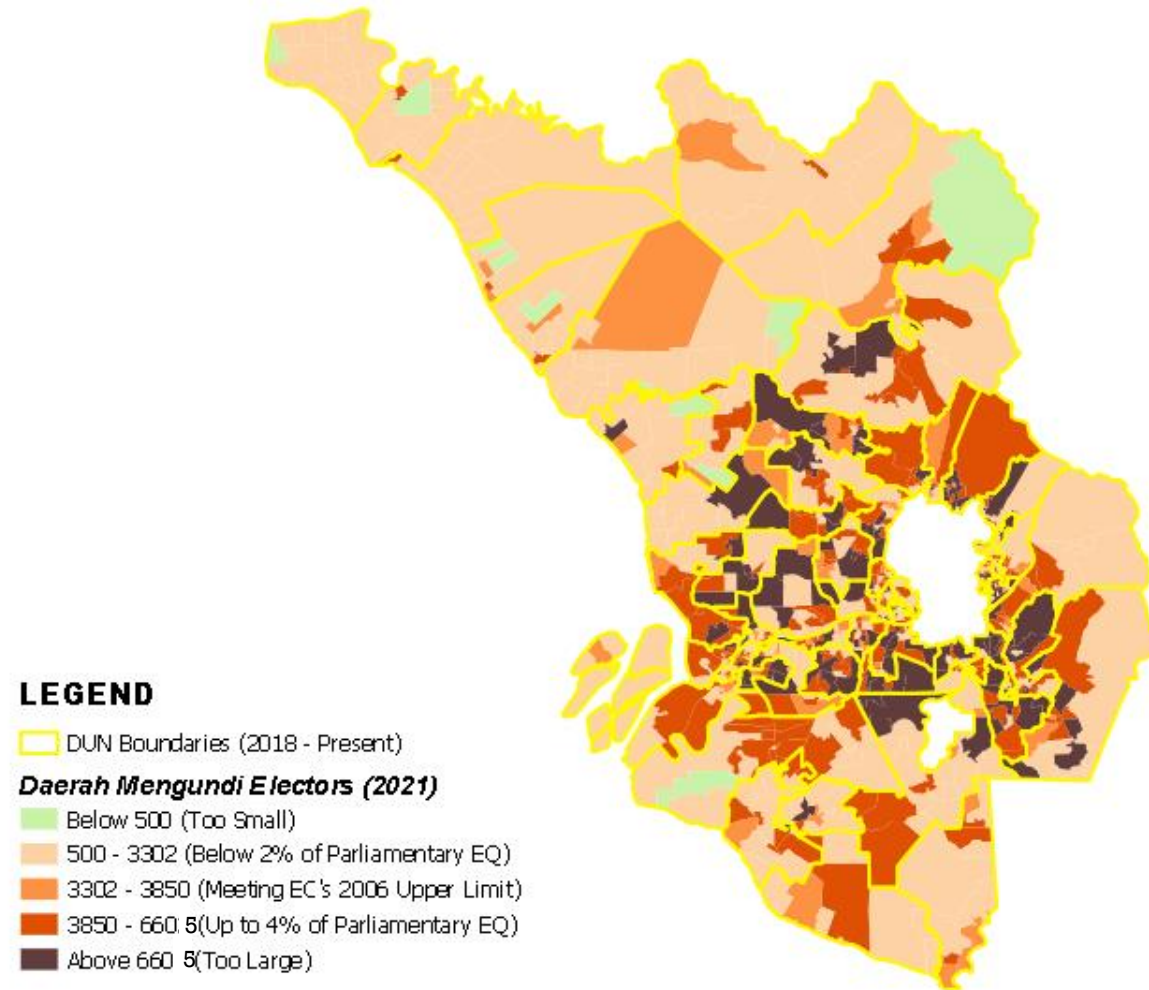 LEGEND
DUN Boundaries (2018 - Present)
Daerah Mengundi Electors (2021)
Below 500 (Too Small)
500 - 3302 (Below 2% of Parliamentary EQ)
3302 - 3850 (Meeting EC's 2006 Upper Limit)
3850 - 660 5(Up to 4% of Parliamentary EQ)
Above 660 5(Too Large)